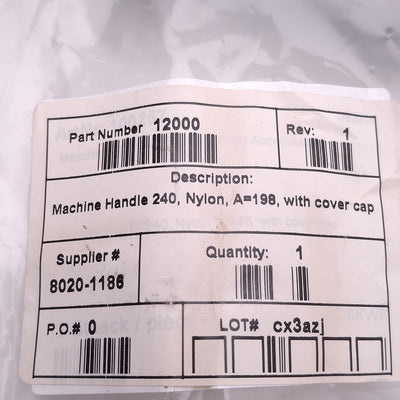 Part Number 12000
Rev: 1
Description:
Machine Handle 240, Nylon, A=198, with cover cap
Supplier #
8020-1186
Quantity: 1
P.O.# 0
LOT# cx3azj